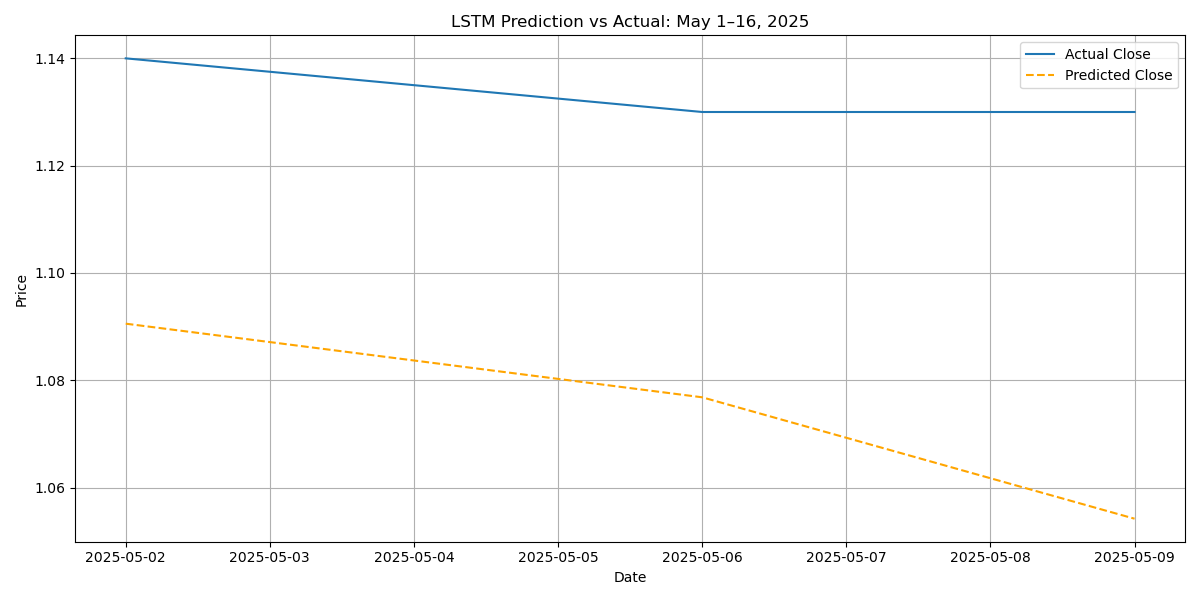 LSTM Prediction vs Actual: May 1–16, 2025
Actual Close
Predicted Close
1.14
1.12
1.10
1.08
1.06
Price
2025-05-02 2025-05-03 2025-05-04 2025-05-05 2025-05-06 2025-05-07 2025-05-08 2025-05-09
Date